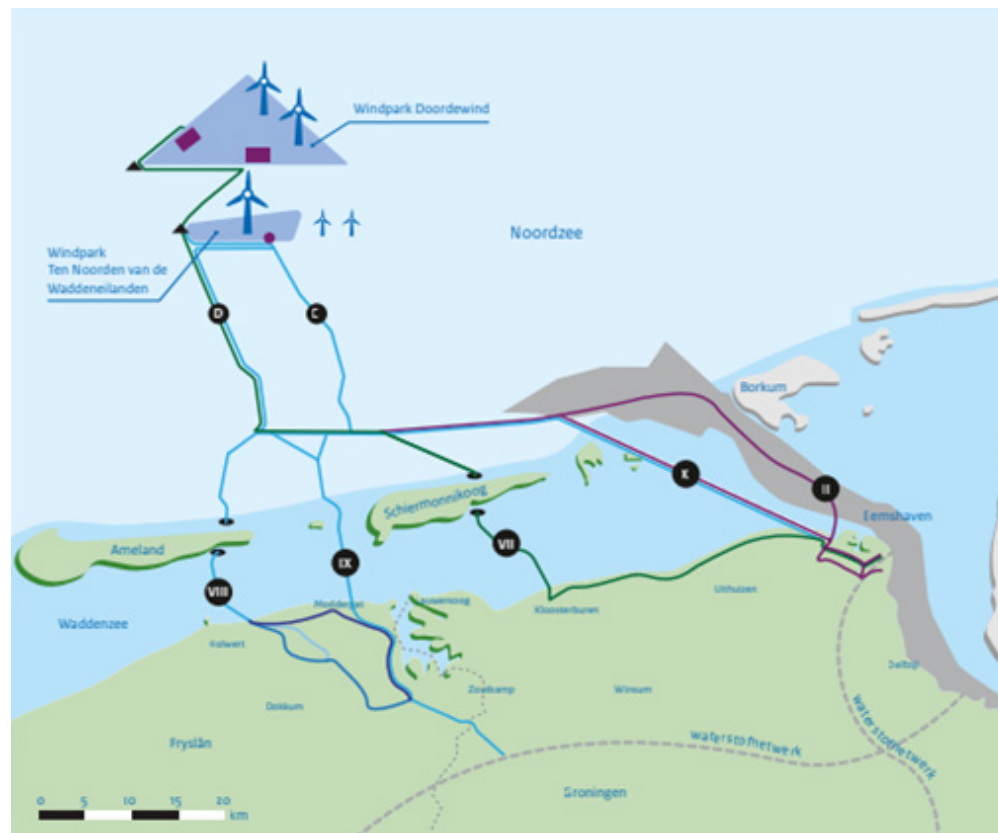 Windpark Doordewind
Noordzee
Windpark
Ten Noorden van de
Waddeneilanden
D
C
Borkum
X
II
Schiermonnikoog
Eemshaven
Ameland
VII
IX
VIII
Uithuizen
Kloosterburen
Waddenzee
Holwert
Delfzijl
Zoutkamp
Winsum
Dokkum
waterstofnetwerk
waterstofnetwerk
Fryslân
Groningen
0 5 10 15 20
km